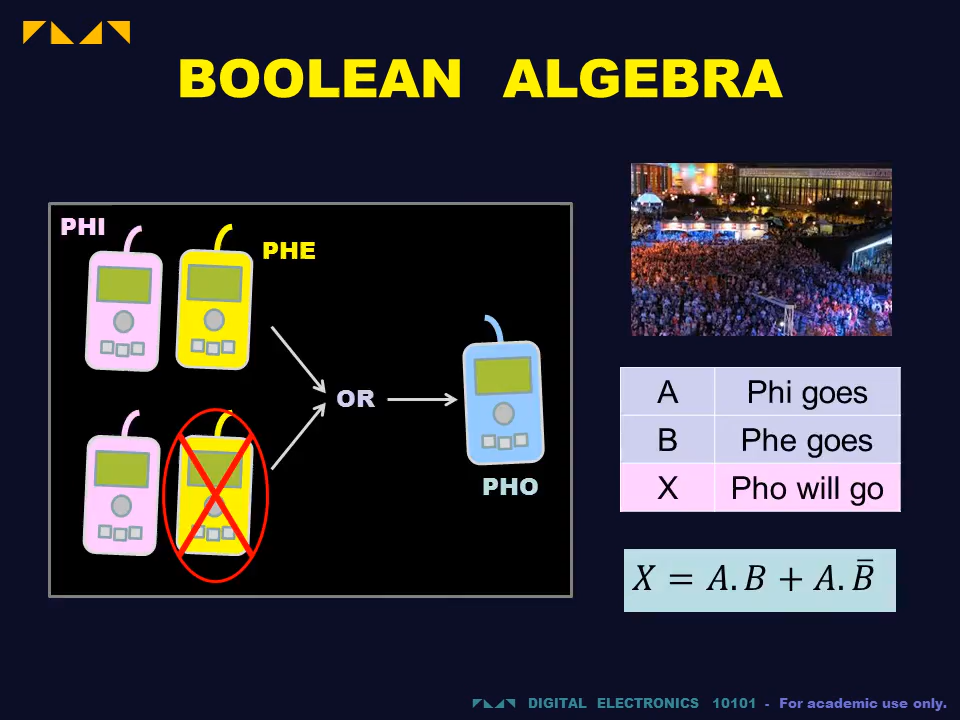 BOOLEAN ALGEBRA
PHI
PHE
OR
PHO
A Phi goes
B Phe goes
X Pho will go
X = A.B + A.B̅
DIGITAL ELECTRONICS 10101 - For academic use only.